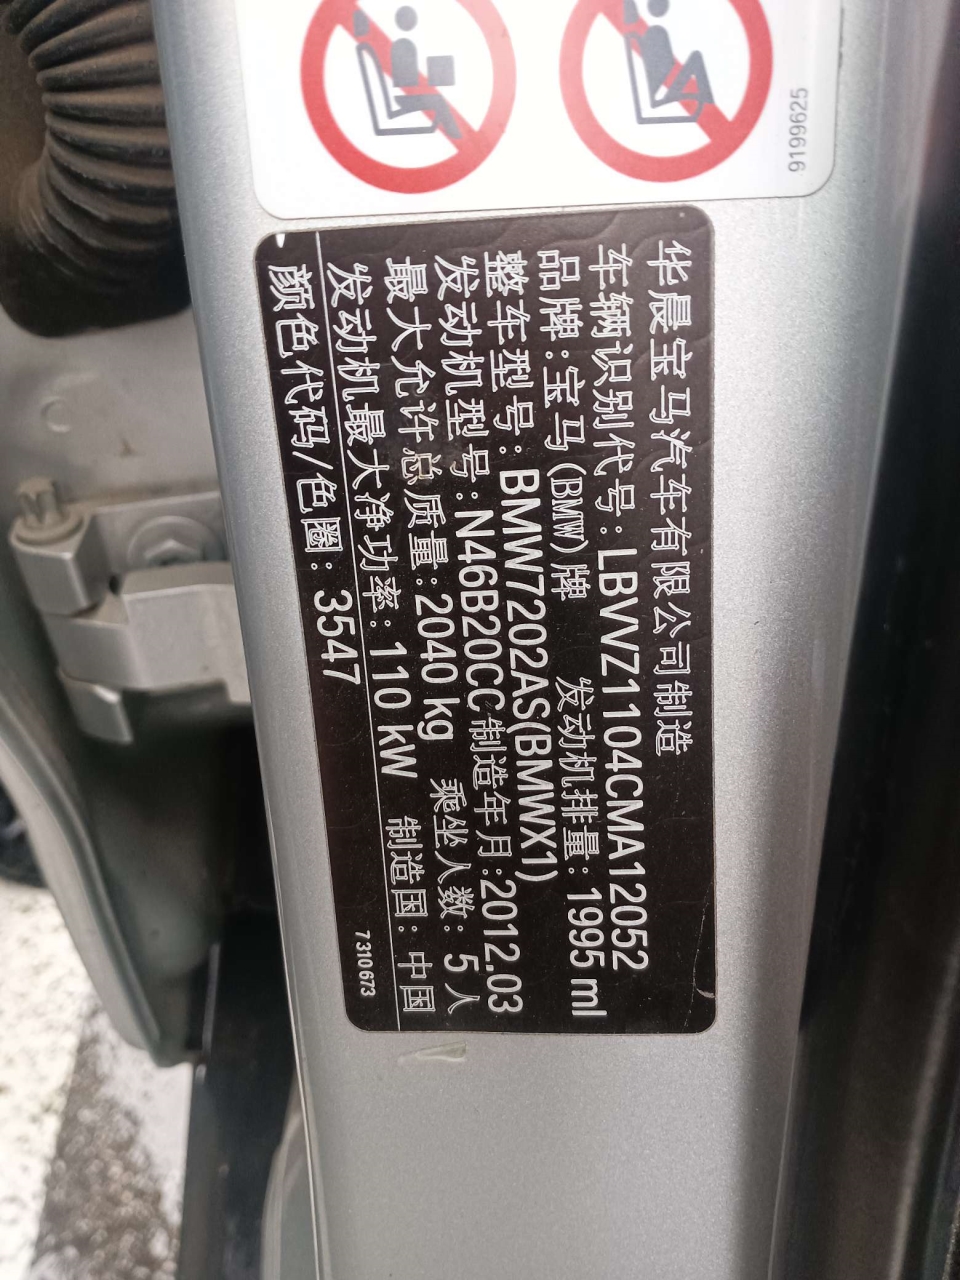 9199625
华晨宝马汽车有限公司制造
车辆识别代号: LBVVZ1104CMA12052
品牌: 宝马(BMW)牌 发动机排量: 1995 ml
整车型号: BMW7202AS(BMWX1)
发动机型号: N46B20CC 制造年月: 2012.03
最大允许总质量: 2040 kg 乘坐人数: 5人
发动机最大净功率: 110 kW 制造国: 中国
颜色代码/色圈: 3547 7310673